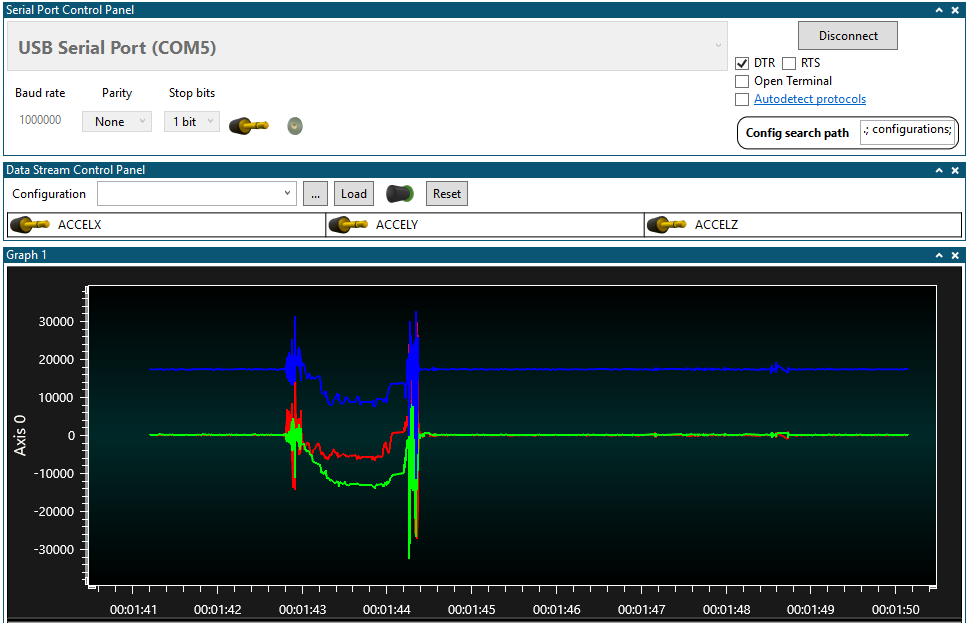 Serial Port Control Panel
USB Serial Port (COM5)
Disconnect
DTR RTS
Open Terminal
Autodetect protocols
Baud rate Parity Stop bits
1000000 None 1 bit
Config search path .; configurations;
Data Stream Control Panel
Configuration ... Load Reset
ACCELX ACCELY ACCELZ
Graph 1
30000
20000
10000
0
-10000
-20000
-30000
Axis 0
00:01:41 00:01:42 00:01:43 00:01:44 00:01:45 00:01:46 00:01:47 00:01:48 00:01:49 00:01:50